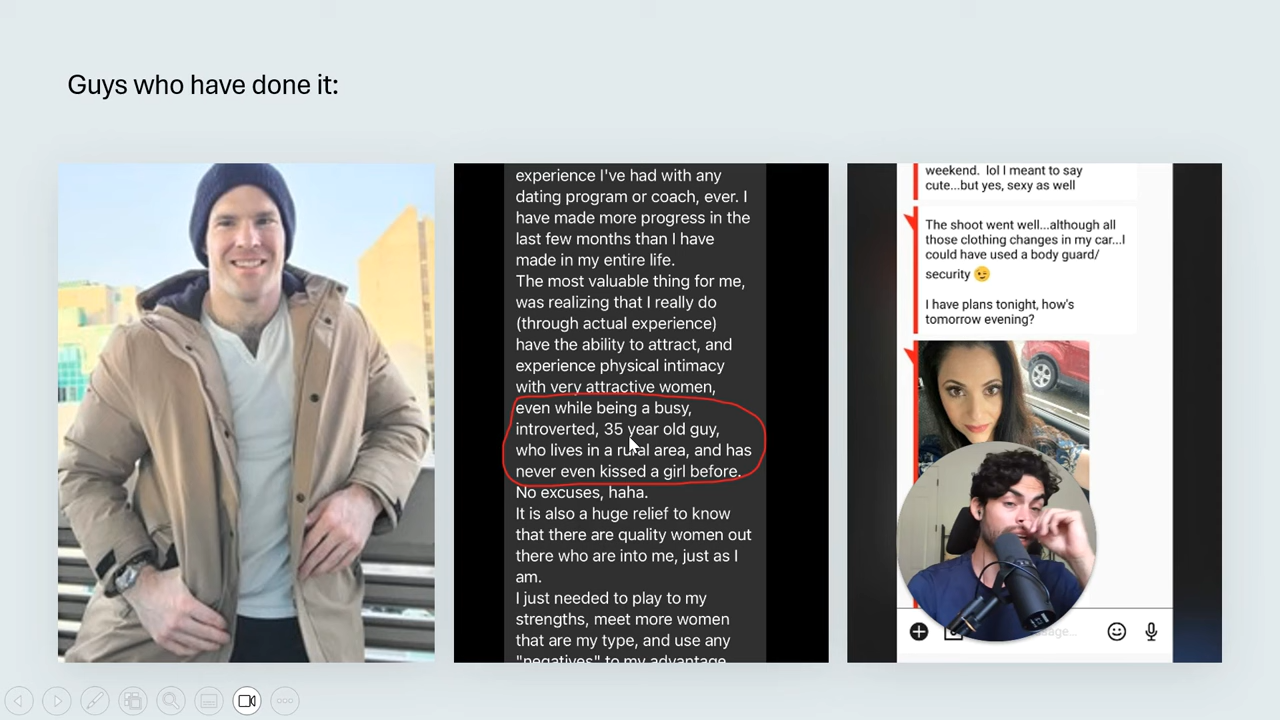 Guys who have done it:
experience I've had with any
dating program or coach, ever. I
have made more progress in the
last few months than I have
made in my entire life.
The most valuable thing for me,
was realizing that I really do
(through actual experience)
have the ability to attract, and
experience physical intimacy
with very attractive women,
even while being a busy,
introverted, 35 year old guy,
who lives in a rural area, and has
never even kissed a girl before.
No excuses, haha.
It is also a huge relief to know
that there are quality women out
there who are into me, just as I
am.
I just needed to play to my
strengths, meet more women
that are my type, and use any
"negatives" to my advantage
weekend. lol I meant to say
cute...but yes, sexy as well
The shoot went well...although all
those clothing changes in my car...I
could have used a body guard/
security 😉
I have plans tonight, how's
tomorrow evening?